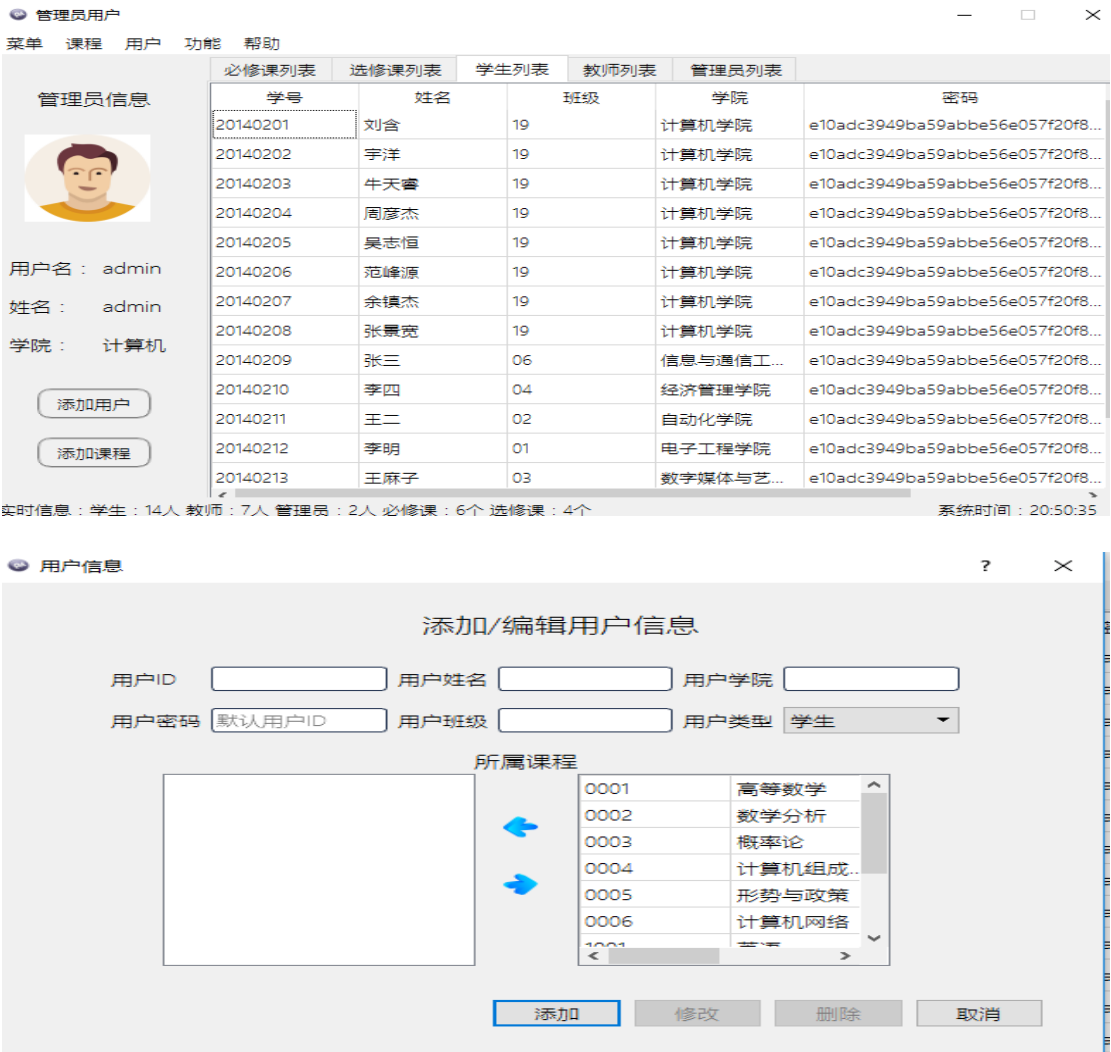 管理员用户
菜单 课程 用户 功能 帮助
必修课列表 选修课列表 学生列表 教师列表 管理员列表
管理员信息
用户名： admin
姓名： admin
学院： 计算机
添加用户
添加课程
学号 姓名 班级 学院 密码
20140201 刘含 19 计算机学院 e10adc3949ba59abbe56e057f20f8...
20140202 宇洋 19 计算机学院 e10adc3949ba59abbe56e057f20f8...
20140203 牛天睿 19 计算机学院 e10adc3949ba59abbe56e057f20f8...
20140204 周彦杰 19 计算机学院 e10adc3949ba59abbe56e057f20f8...
20140205 吴志恒 19 计算机学院 e10adc3949ba59abbe56e057f20f8...
20140206 范峰源 19 计算机学院 e10adc3949ba59abbe56e057f20f8...
20140207 余镇杰 19 计算机学院 e10adc3949ba59abbe56e057f20f8...
20140208 张景宽 19 计算机学院 e10adc3949ba59abbe56e057f20f8...
20140209 张三 06 信息与通信工... e10adc3949ba59abbe56e057f20f8...
20140210 李四 04 经济管理学院 e10adc3949ba59abbe56e057f20f8...
20140211 王二 02 自动化学院 e10adc3949ba59abbe56e057f20f8...
20140212 李明 01 电子工程学院 e10adc3949ba59abbe56e057f20f8...
20140213 王麻子 03 数字媒体与艺... e10adc3949ba59abbe56e057f20f8...
实时信息：学生：14人 教师：7人 管理员：2人 必修课：6个 选修课：4个 系统时间：20:50:35
用户信息 ?
添加/编辑用户信息
用户ID 用户姓名 用户学院
用户密码 默认用户ID 用户班级 用户类型 学生
所属课程
0001 高等数学
0002 数学分析
0003 概率论
0004 计算机组成...
0005 形势与政策
0006 计算机网络
1001 英语
添加 修改 删除 取消